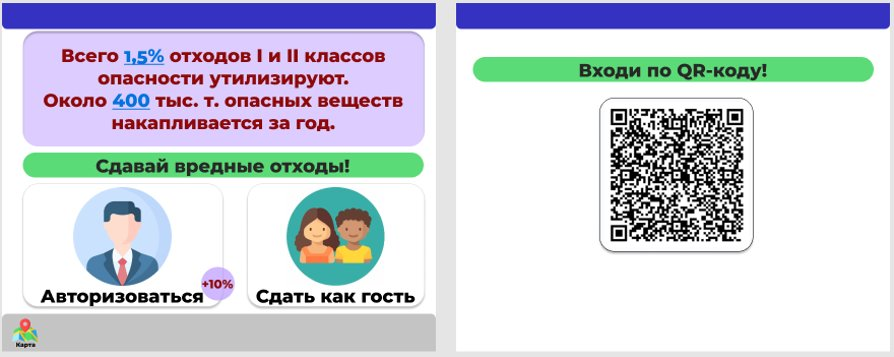 Всего 1,5% отходов I и II классов
опасности утилизируют.
Около 400 тыс. т. опасных веществ
накапливается за год.
Сдавай вредные отходы!
Авторизоваться
+10%
Сдать как гость
Карта
Входи по QR-коду!